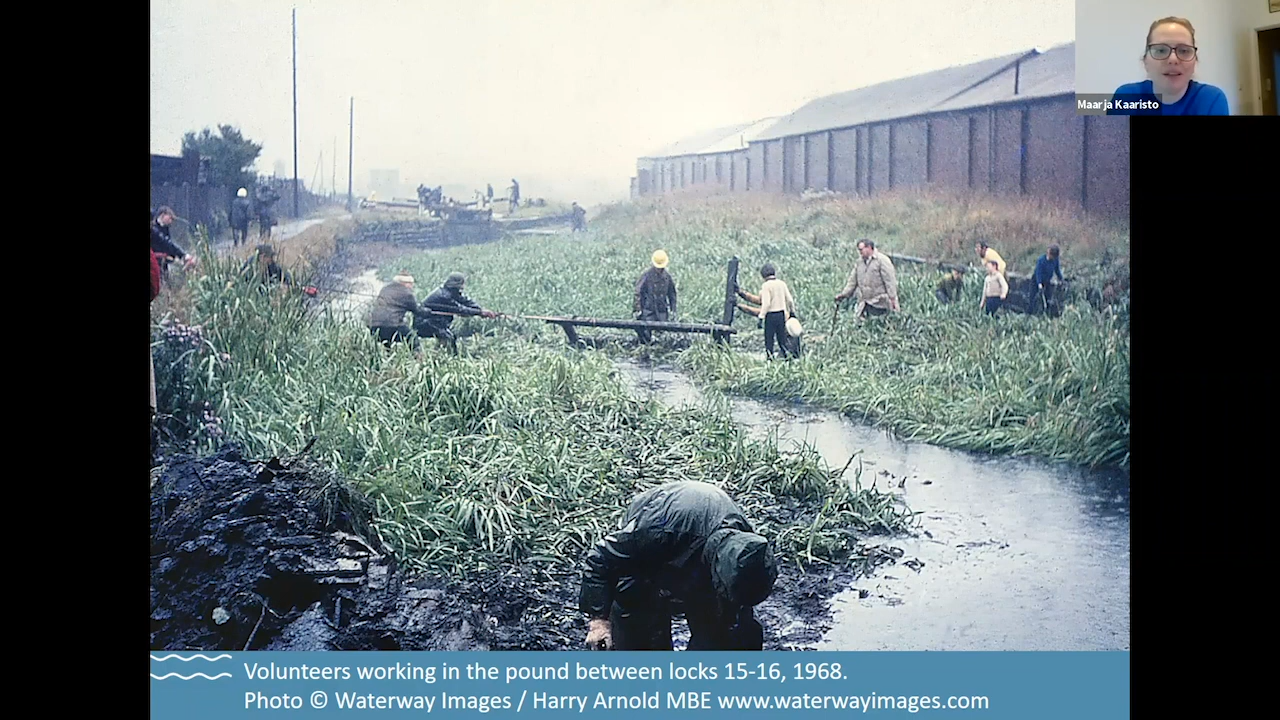 Maarja Kaaristo
Volunteers working in the pound between locks 15-16, 1968.
Photo © Waterway Images / Harry Arnold MBE www.waterwayimages.com